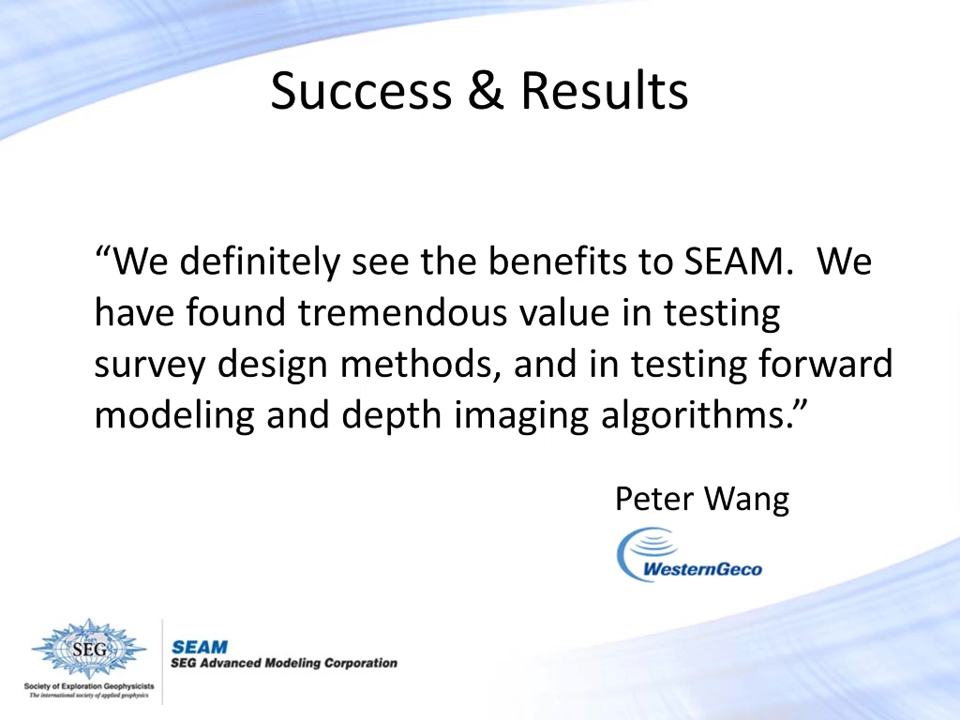 Success & Results
“We definitely see the benefits to SEAM.  We
have found tremendous value in testing
survey design methods, and in testing forward
modeling and depth imaging algorithms.”
Peter Wang
WesternGeco
SEG
Society of Exploration Geophysicists
The international society of applied geophysics
SEAM
SEG Advanced Modeling Corporation